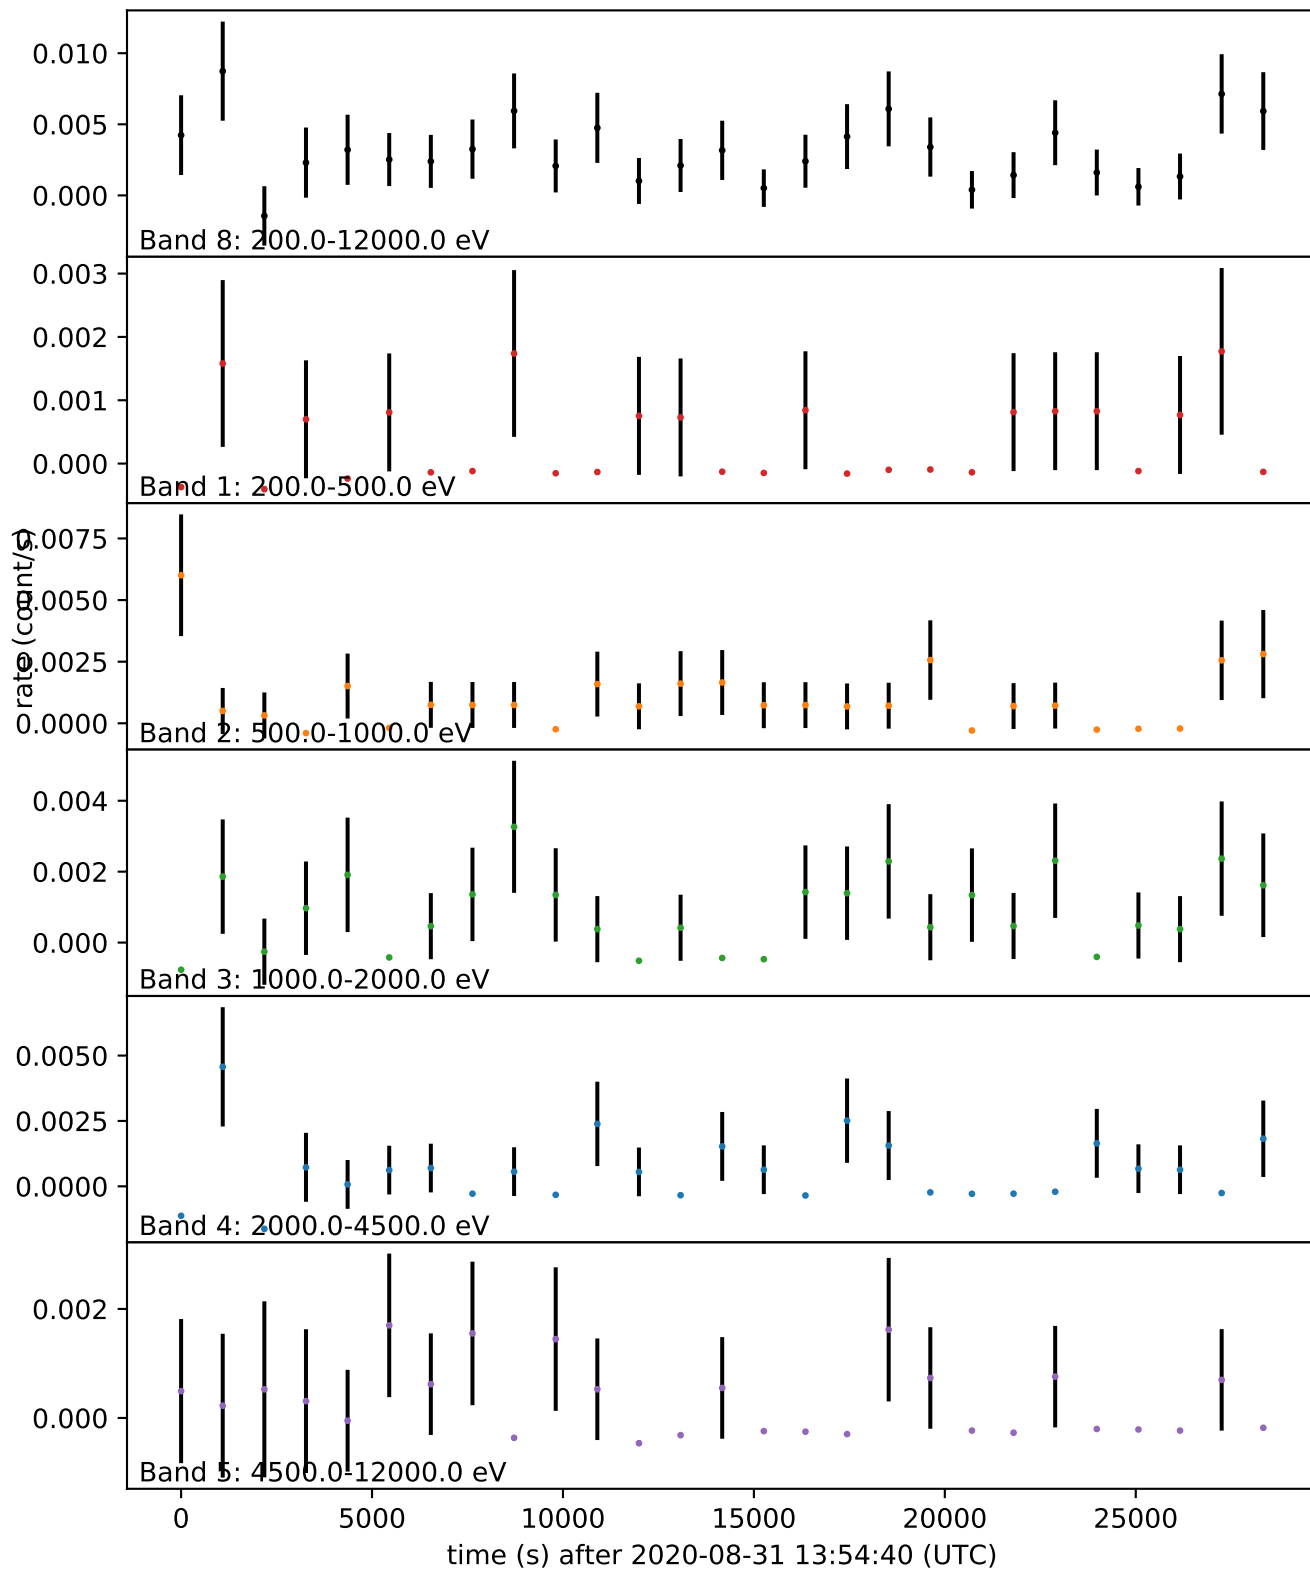 0.010
0.005
0.000
Band 8: 200.0-12000.0 eV
0.003
0.002
0.001
0.000
Band 1: 200.0-500.0 eV
rate (count/s)
0.0075
0.0050
0.0025
0.0000
Band 2: 500.0-1000.0 eV
0.004
0.002
0.000
Band 3: 1000.0-2000.0 eV
0.0050
0.0025
0.0000
Band 4: 2000.0-4500.0 eV
0.002
0.000
Band 5: 4500.0-12000.0 eV
0 5000 10000 15000 20000 25000
time (s) after 2020-08-31 13:54:40 (UTC)